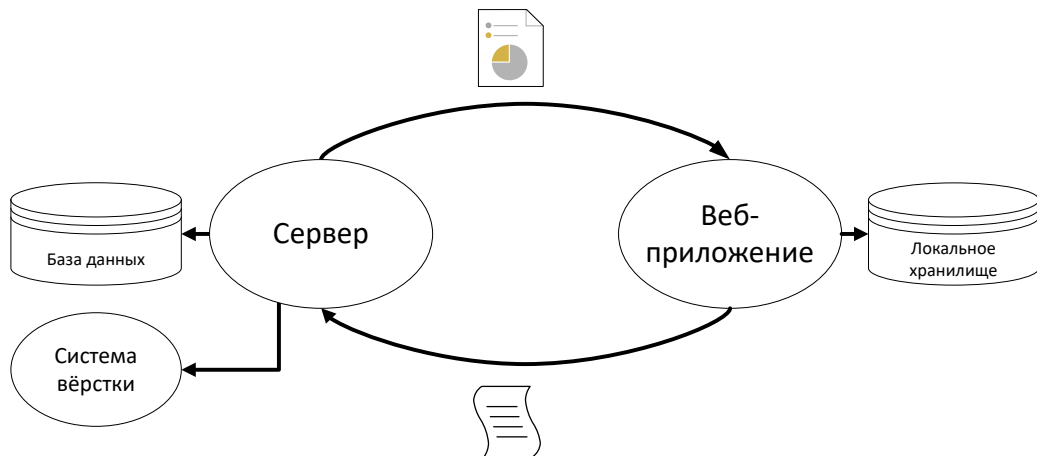 Сервер
Веб-
приложение
База данных
Локальное
хранилище
Система
вёрстки